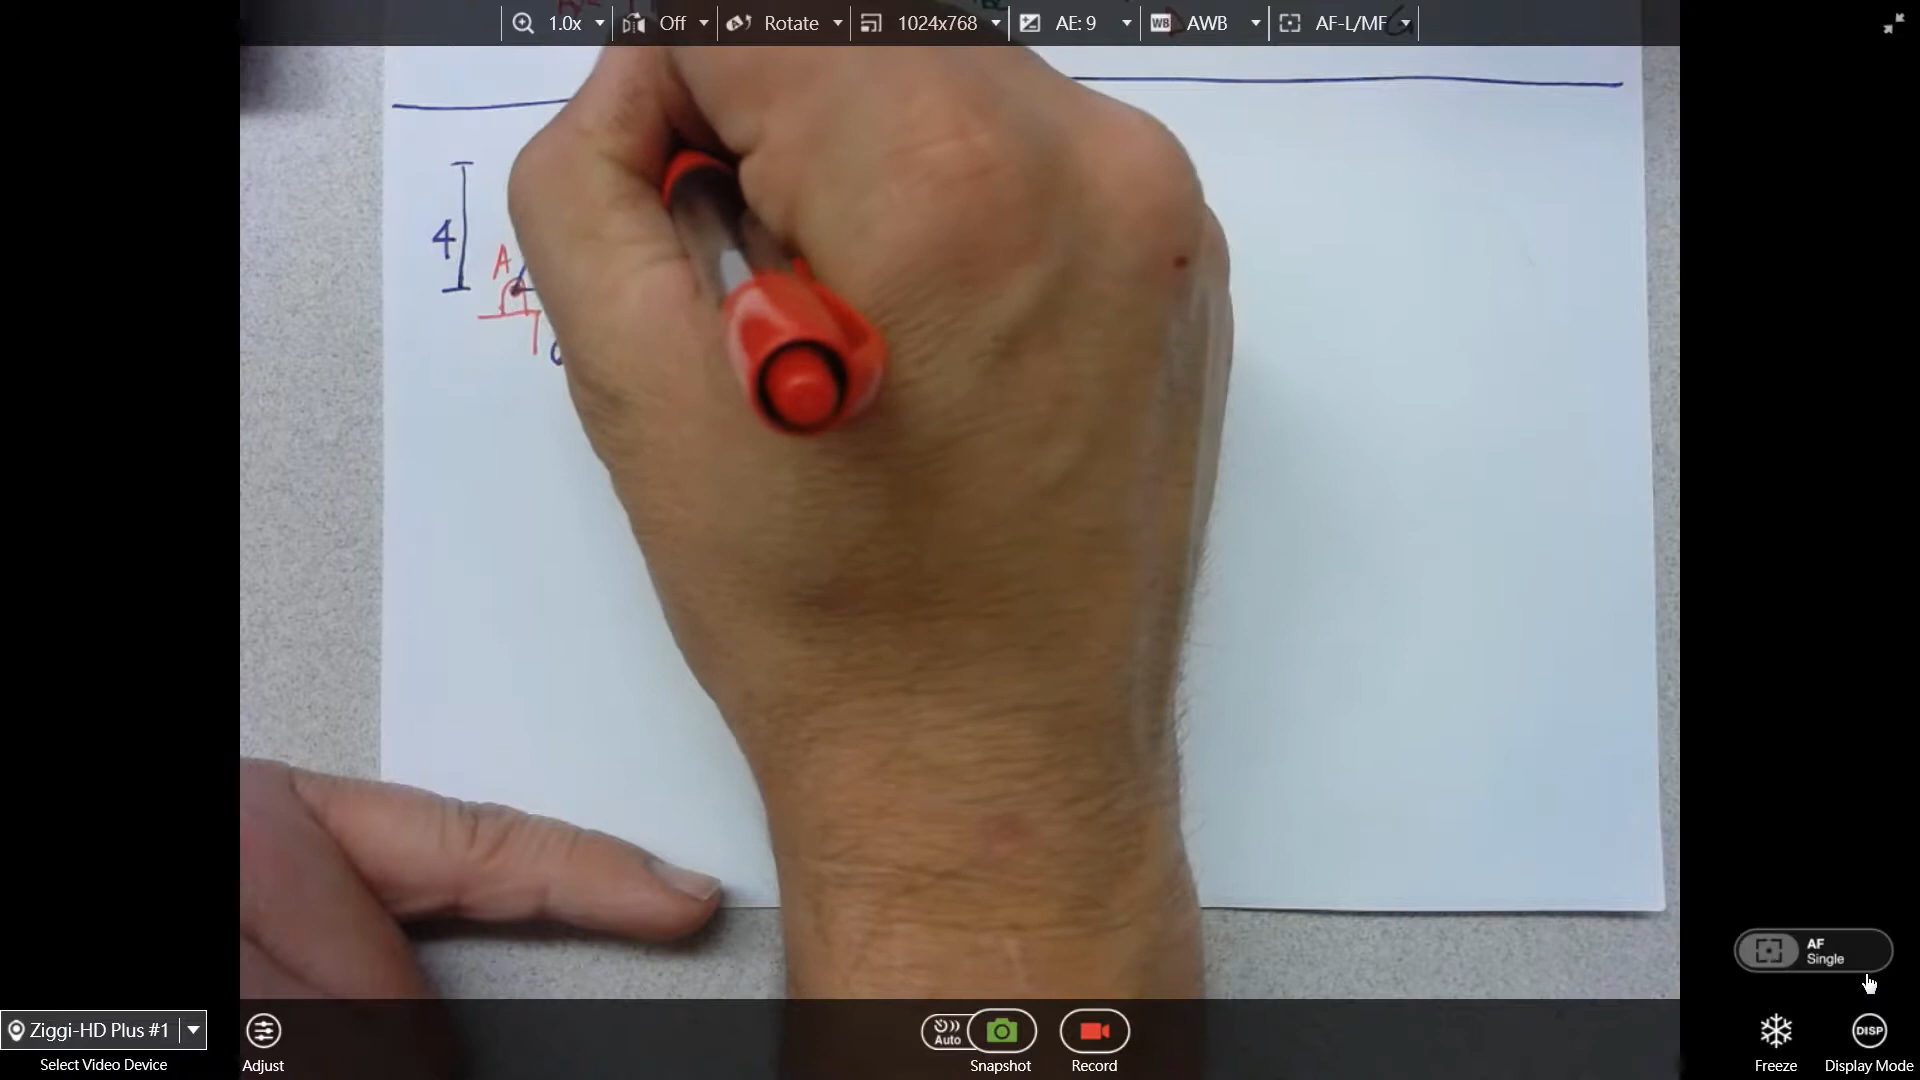 1.0x Off Rotate 1024x768 AE: 9 WB AWB AF-L/MF
4
A
AF
Single
Ziggi-HD Plus #1
Auto
DISP
Select Video Device Adjust Snapshot Record Freeze Display Mode